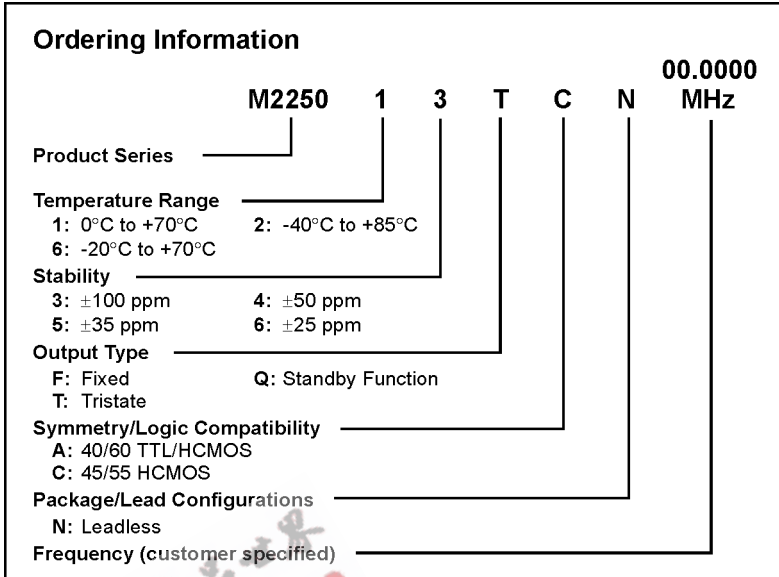 Ordering Information
00.0000
M2250 1 3 T C N MHz
Product Series
Temperature Range
1: 0°C to +70°C 2: -40°C to +85°C
6: -20°C to +70°C
Stability
3: ±100 ppm 4: ±50 ppm
5: ±35 ppm 6: ±25 ppm
Output Type
F: Fixed Q: Standby Function
T: Tristate
Symmetry/Logic Compatibility
A: 40/60 TTL/HCMOS
C: 45/55 HCMOS
Package/Lead Configurations
N: Leadless
Frequency (customer specified)